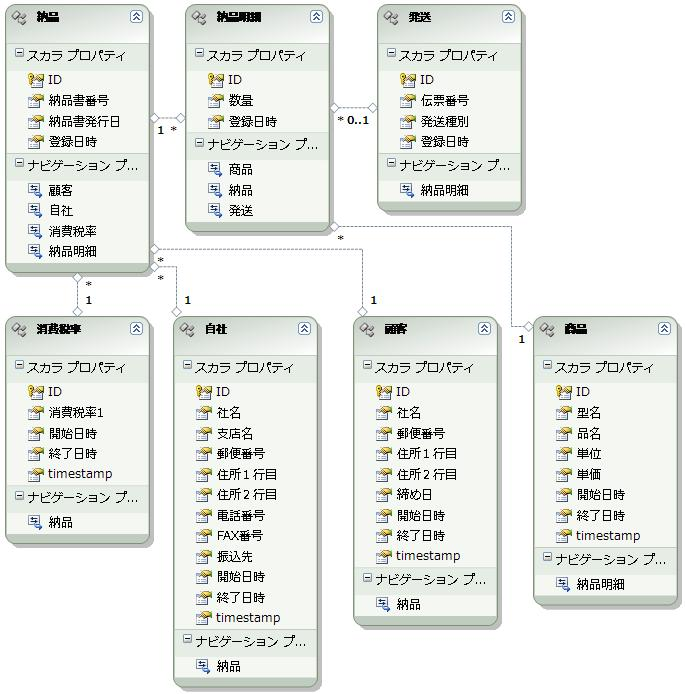 納品
スカラ プロパティ
ID
納品書番号
納品書発行日
登録日時
ナビゲーション プ...
顧客
自社
消費税率
納品明細
納品明細
スカラ プロパティ
ID
数量
登録日時
ナビゲーション プ...
商品
納品
発送
発送
スカラ プロパティ
ID
伝票番号
発送種別
登録日時
ナビゲーション プ...
納品明細
1 *
* 0..1
*
*
*
*
1
1
1
1
消費税率
スカラ プロパティ
ID
消費税率1
開始日時
終了日時
timestamp
ナビゲーション プ...
納品
自社
スカラ プロパティ
ID
社名
支店名
郵便番号
住所1行目
住所2行目
電話番号
FAX番号
振込先
開始日時
終了日時
timestamp
ナビゲーション プ...
納品
顧客
スカラ プロパティ
ID
社名
郵便番号
住所1行目
住所2行目
締め日
開始日時
終了日時
timestamp
ナビゲーション プ...
納品
商品
スカラ プロパティ
ID
型名
品名
単位
単価
開始日時
終了日時
timestamp
ナビゲーション プ...
納品明細